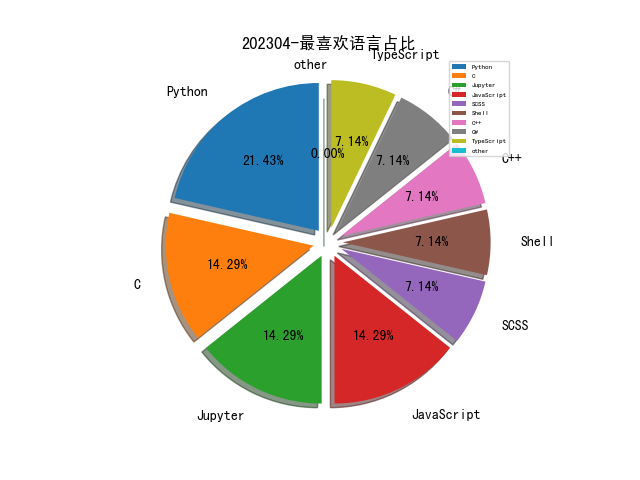 202304-最喜欢语言占比
TypeScript
other
Python
Python
C
Jupyter
JavaScript
SCSS
Shell
C++
C#
TypeScript
other
21.43%
0.00%
7.14%
7.14%
C++
7.14%
7.14%
Shell
14.29%
C
7.14%
SCSS
14.29%
14.29%
Jupyter
JavaScript